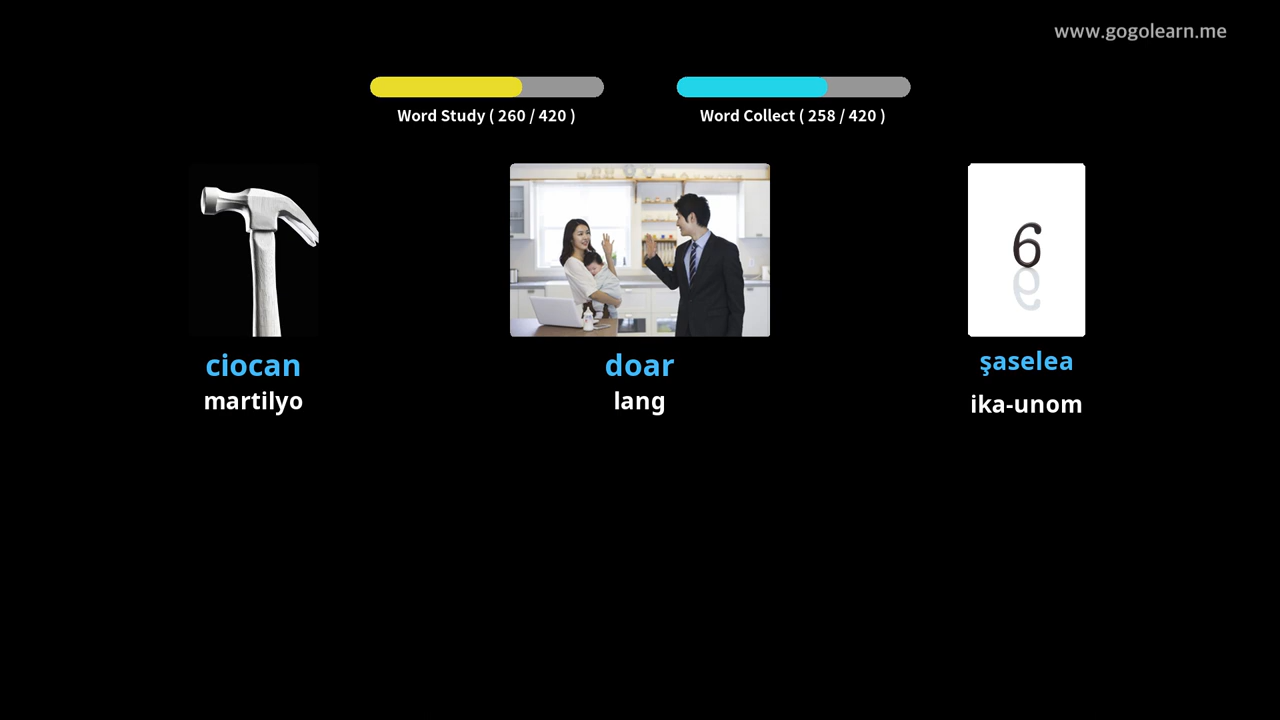 www.gogolearn.me
Word Study ( 260 / 420 )
Word Collect ( 258 / 420 )
6
ciocan
martilyo
doar
lang
şaselea
ika-unom